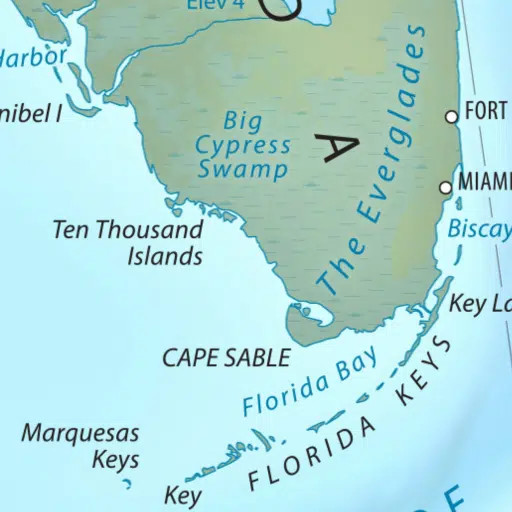 Elev 4
Harbor
nibel I
Big
Cypress
Swamp
A
The Everglades
FORT
MIAMI
Biscay
Ten Thousand
Islands
Key La
CAPE SABLE
Florida Bay
FLORIDA KEYS
Marquesas
Keys
Key
OF